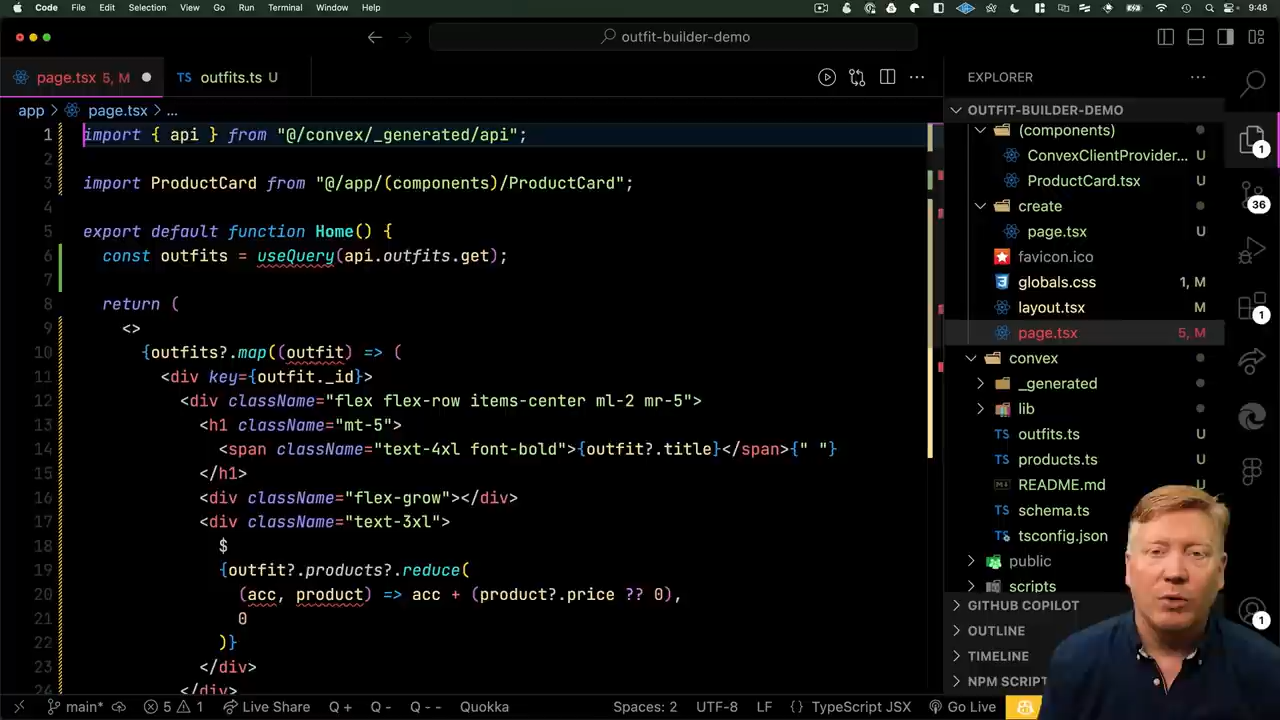 Code File Edit Selection View Go Run Terminal Window Help 9:48
outfit-builder-demo
page.tsx 5, M
TS outfits.ts U
EXPLORER
app > page.tsx > ...
OUTFIT-BUILDER-DEMO
1 import { api } from "@/convex/_generated/api";
2
3 import ProductCard from "@/app/(components)/ProductCard";
4
5 export default function Home() {
6 const outfits = useQuery(api.outfits.get);
7
8 return (
9 <>
10 {outfits?.map((outfit) => (
11 <div key={outfit._id}>
12 <div className="flex flex-row items-center ml-2 mr-5">
13 <h1 className="mt-5">
14 <span className="text-4xl font-bold">{outfit?.title}</span>{" "}
15 </h1>
16 <div className="flex-grow"></div>
17 <div className="text-3xl">
18 $
19 {outfit?.products?.reduce(
20 (acc, product) => acc + (product?.price ?? 0),
21 0
22 )}
23 </div>
24 </div>
(components)
ConvexClientProvider... U
ProductCard.tsx U
create
page.tsx U
favicon.ico
globals.css 1, M
layout.tsx M
page.tsx 5, M
convex
_generated
lib
TS outfits.ts U
TS products.ts U
README.md U
TS schema.ts
TS tsconfig.json
public
scripts
GITHUB COPILOT
OUTLINE
TIMELINE
NPM SCRIPT
1
36
1
1
main* 5 1 Live Share Q + Q - Q - - Quokka Spaces: 2 UTF-8 LF {} TypeScript JSX Go Live